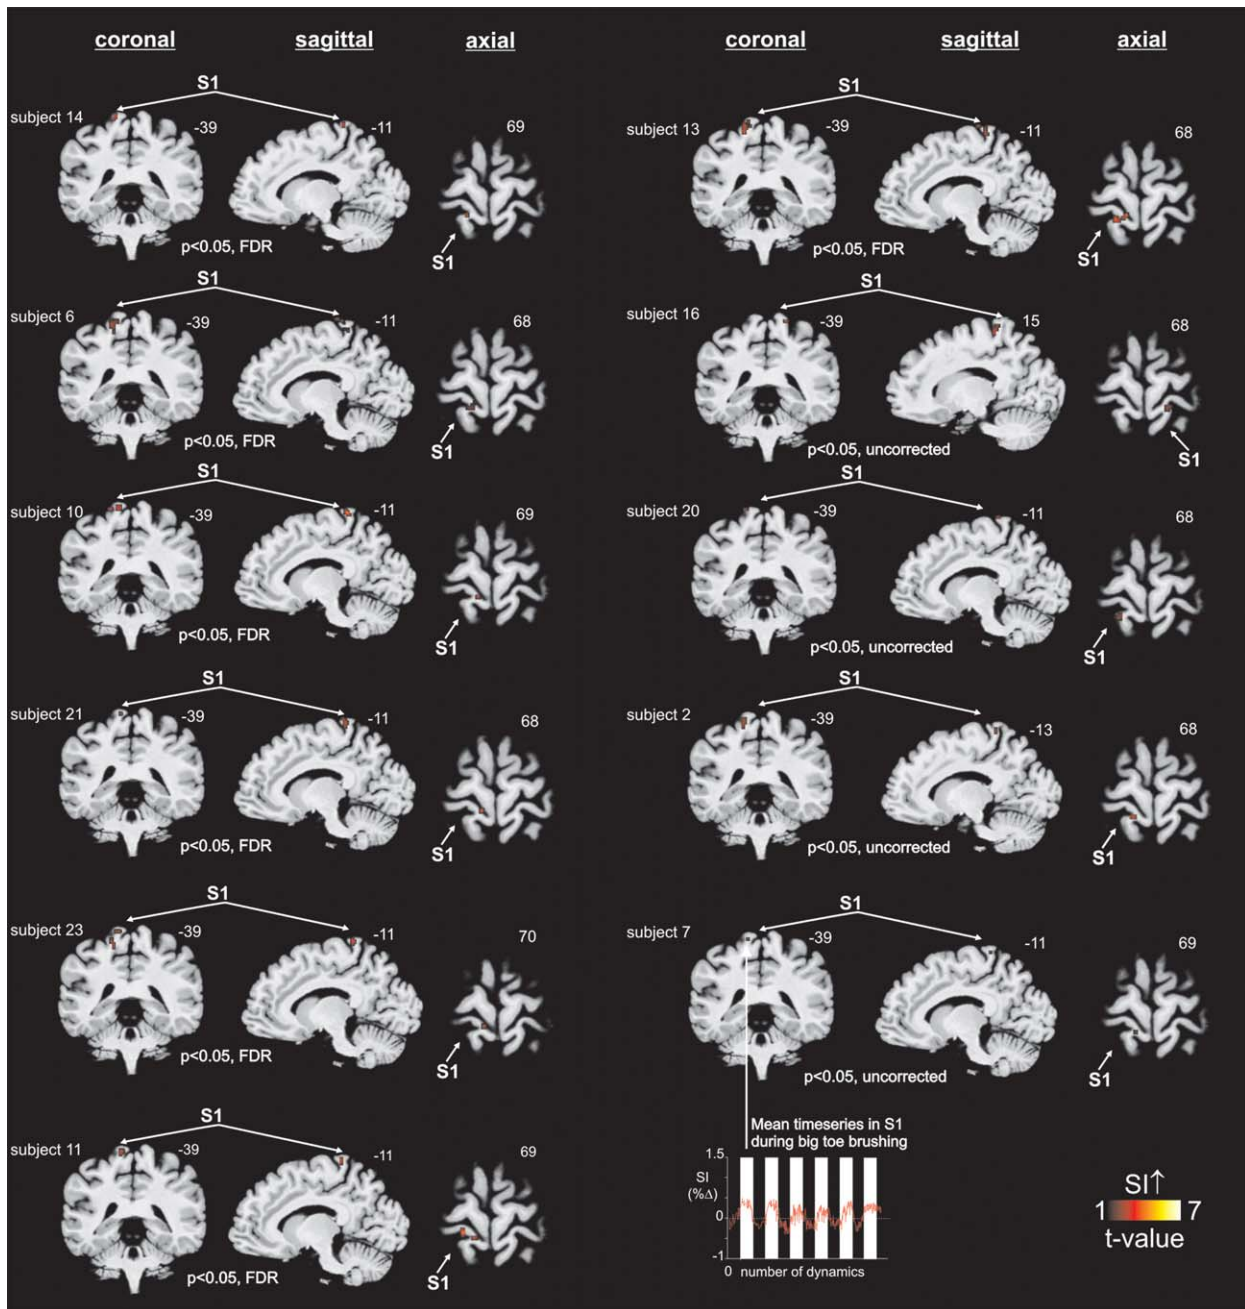 coronal sagittal axial
S1
subject 14 -39 -11 69
p<0.05, FDR
S1
S1
subject 6 -39 -11 68
p<0.05, FDR
S1
S1
subject 10 -39 -11 69
p<0.05, FDR
S1
S1
subject 21 -39 -11 68
p<0.05, FDR
S1
S1
subject 23 -39 -11 70
p<0.05, FDR
S1
S1
subject 11 -39 -11 69
p<0.05, FDR
S1
coronal sagittal axial
S1
subject 13 -39 -11 68
p<0.05, FDR
S1
S1
subject 16 -39 15 68
p<0.05, uncorrected
S1
S1
subject 20 -39 -11 68
p<0.05, uncorrected
S1
S1
subject 2 -39 -13 68
p<0.05, uncorrected
S1
S1
subject 7 -39 -11 69
p<0.05, uncorrected
S1
Mean timeseries in S1
during big toe brushing
1.5
SI
(%Δ)
0
-1
0 number of dynamics
SI↑
1 7
t-value